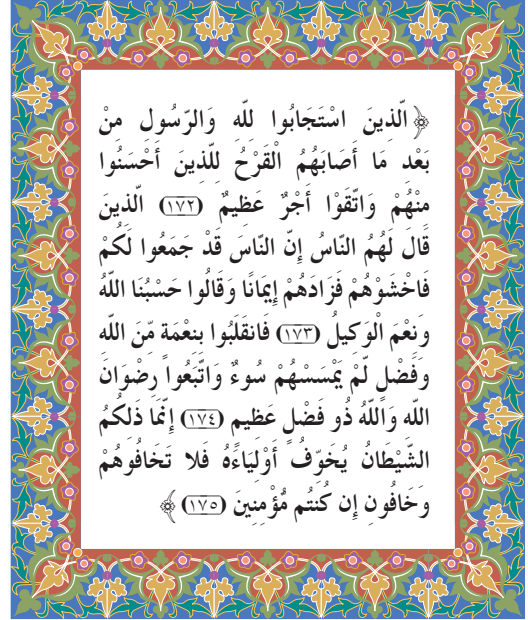 ﴿ الَّذِينَ اسْتَجَابُوا لِلَّهِ وَالرَّسُولِ مِنْ
بَعْدِ مَا أَصَابَهُمُ الْقَرْحُ لِلَّذِينَ أَحْسَنُوا
مِنْهُمْ وَاتَّقَوْا أَجْرٌ عَظِيمٌ (١٧٢) الَّذِينَ
قَالَ لَهُمُ النَّاسُ إِنَّ النَّاسَ قَدْ جَمَعُوا لَكُمْ
فَاخْشَوْهُمْ فَزَادَهُمْ إِيمَانًا وَقَالُوا حَسْبُنَا اللَّهُ
وَنِعْمَ الْوَكِيلُ (١٧٣) فَانقَلَبُوا بِنِعْمَةٍ مِّنَ اللَّهِ
وَفَضْلٍ لَّمْ يَمْسَسْهُمْ سُوءٌ وَاتَّبَعُوا رِضْوَانَ
اللَّهِ وَاللَّهُ ذُو فَضْلٍ عَظِيمٍ (١٧٤) إِنَّمَا ذَلِكُمُ
الشَّيْطَانُ يُخَوِّفُ أَوْلِيَاءَهُ فَلا تَخَافُوهُمْ
وَخَافُونِ إِن كُنتُم مُّؤْمِنِينَ (١٧٥) ﴾